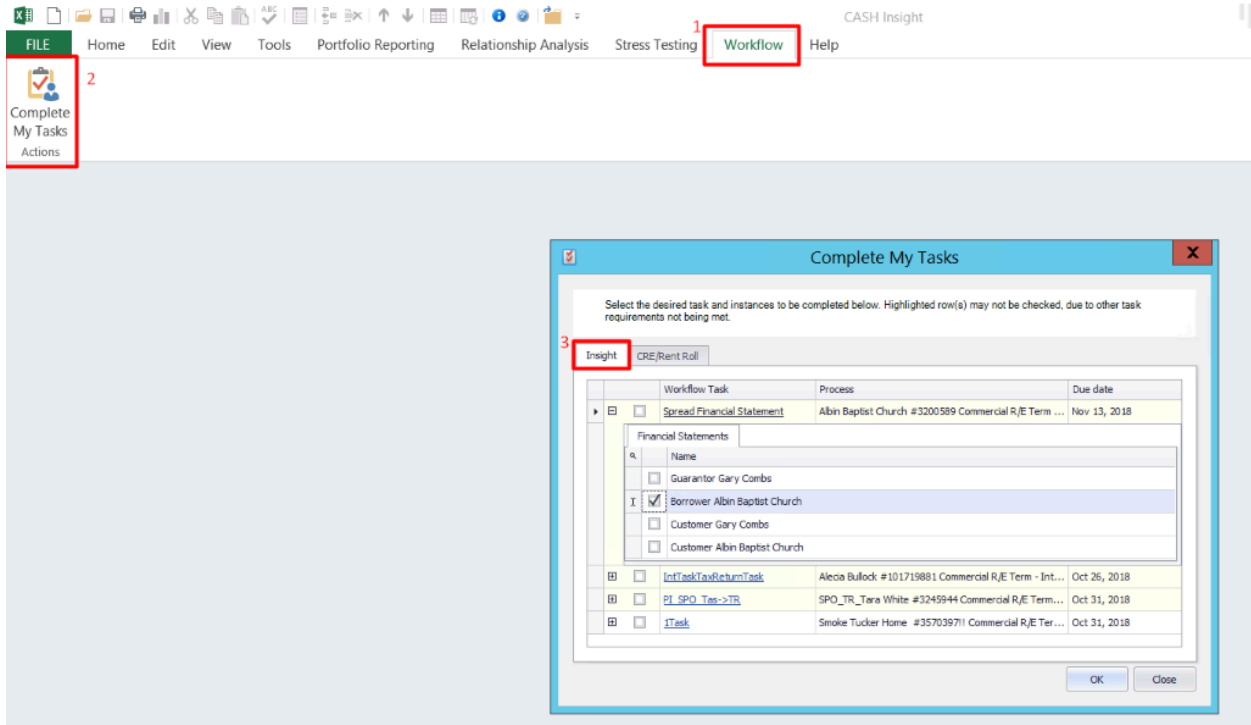 ABC
CASH Insight
1
FILE Home Edit View Tools Portfolio Reporting Relationship Analysis Stress Testing Workflow Help
2
Complete
My Tasks
Actions
Complete My Tasks
X
Select the desired task and instances to be completed below. Highlighted row(s) may not be checked, due to other task
requirements not being met.
3
Insight CRE/Rent Roll
Workflow Task Process Due date
Spread Financial Statement Albin Baptist Church #3200589 Commercial R/E Term ... Nov 13, 2018
Financial Statements
Name
Guarantor Gary Combs
Borrower Albin Baptist Church
Customer Gary Combs
Customer Albin Baptist Church
IntTaskTaxReturnTask Alecia Bullock #101719881 Commercial R/E Term - Int... Oct 26, 2018
PI_SPO_Tas->TR SPO_TR_Tara White #3245944 Commercial R/E Term... Oct 31, 2018
1Task Smoke Tucker Home #3570397!! Commercial R/E Ter... Oct 31, 2018
OK Close